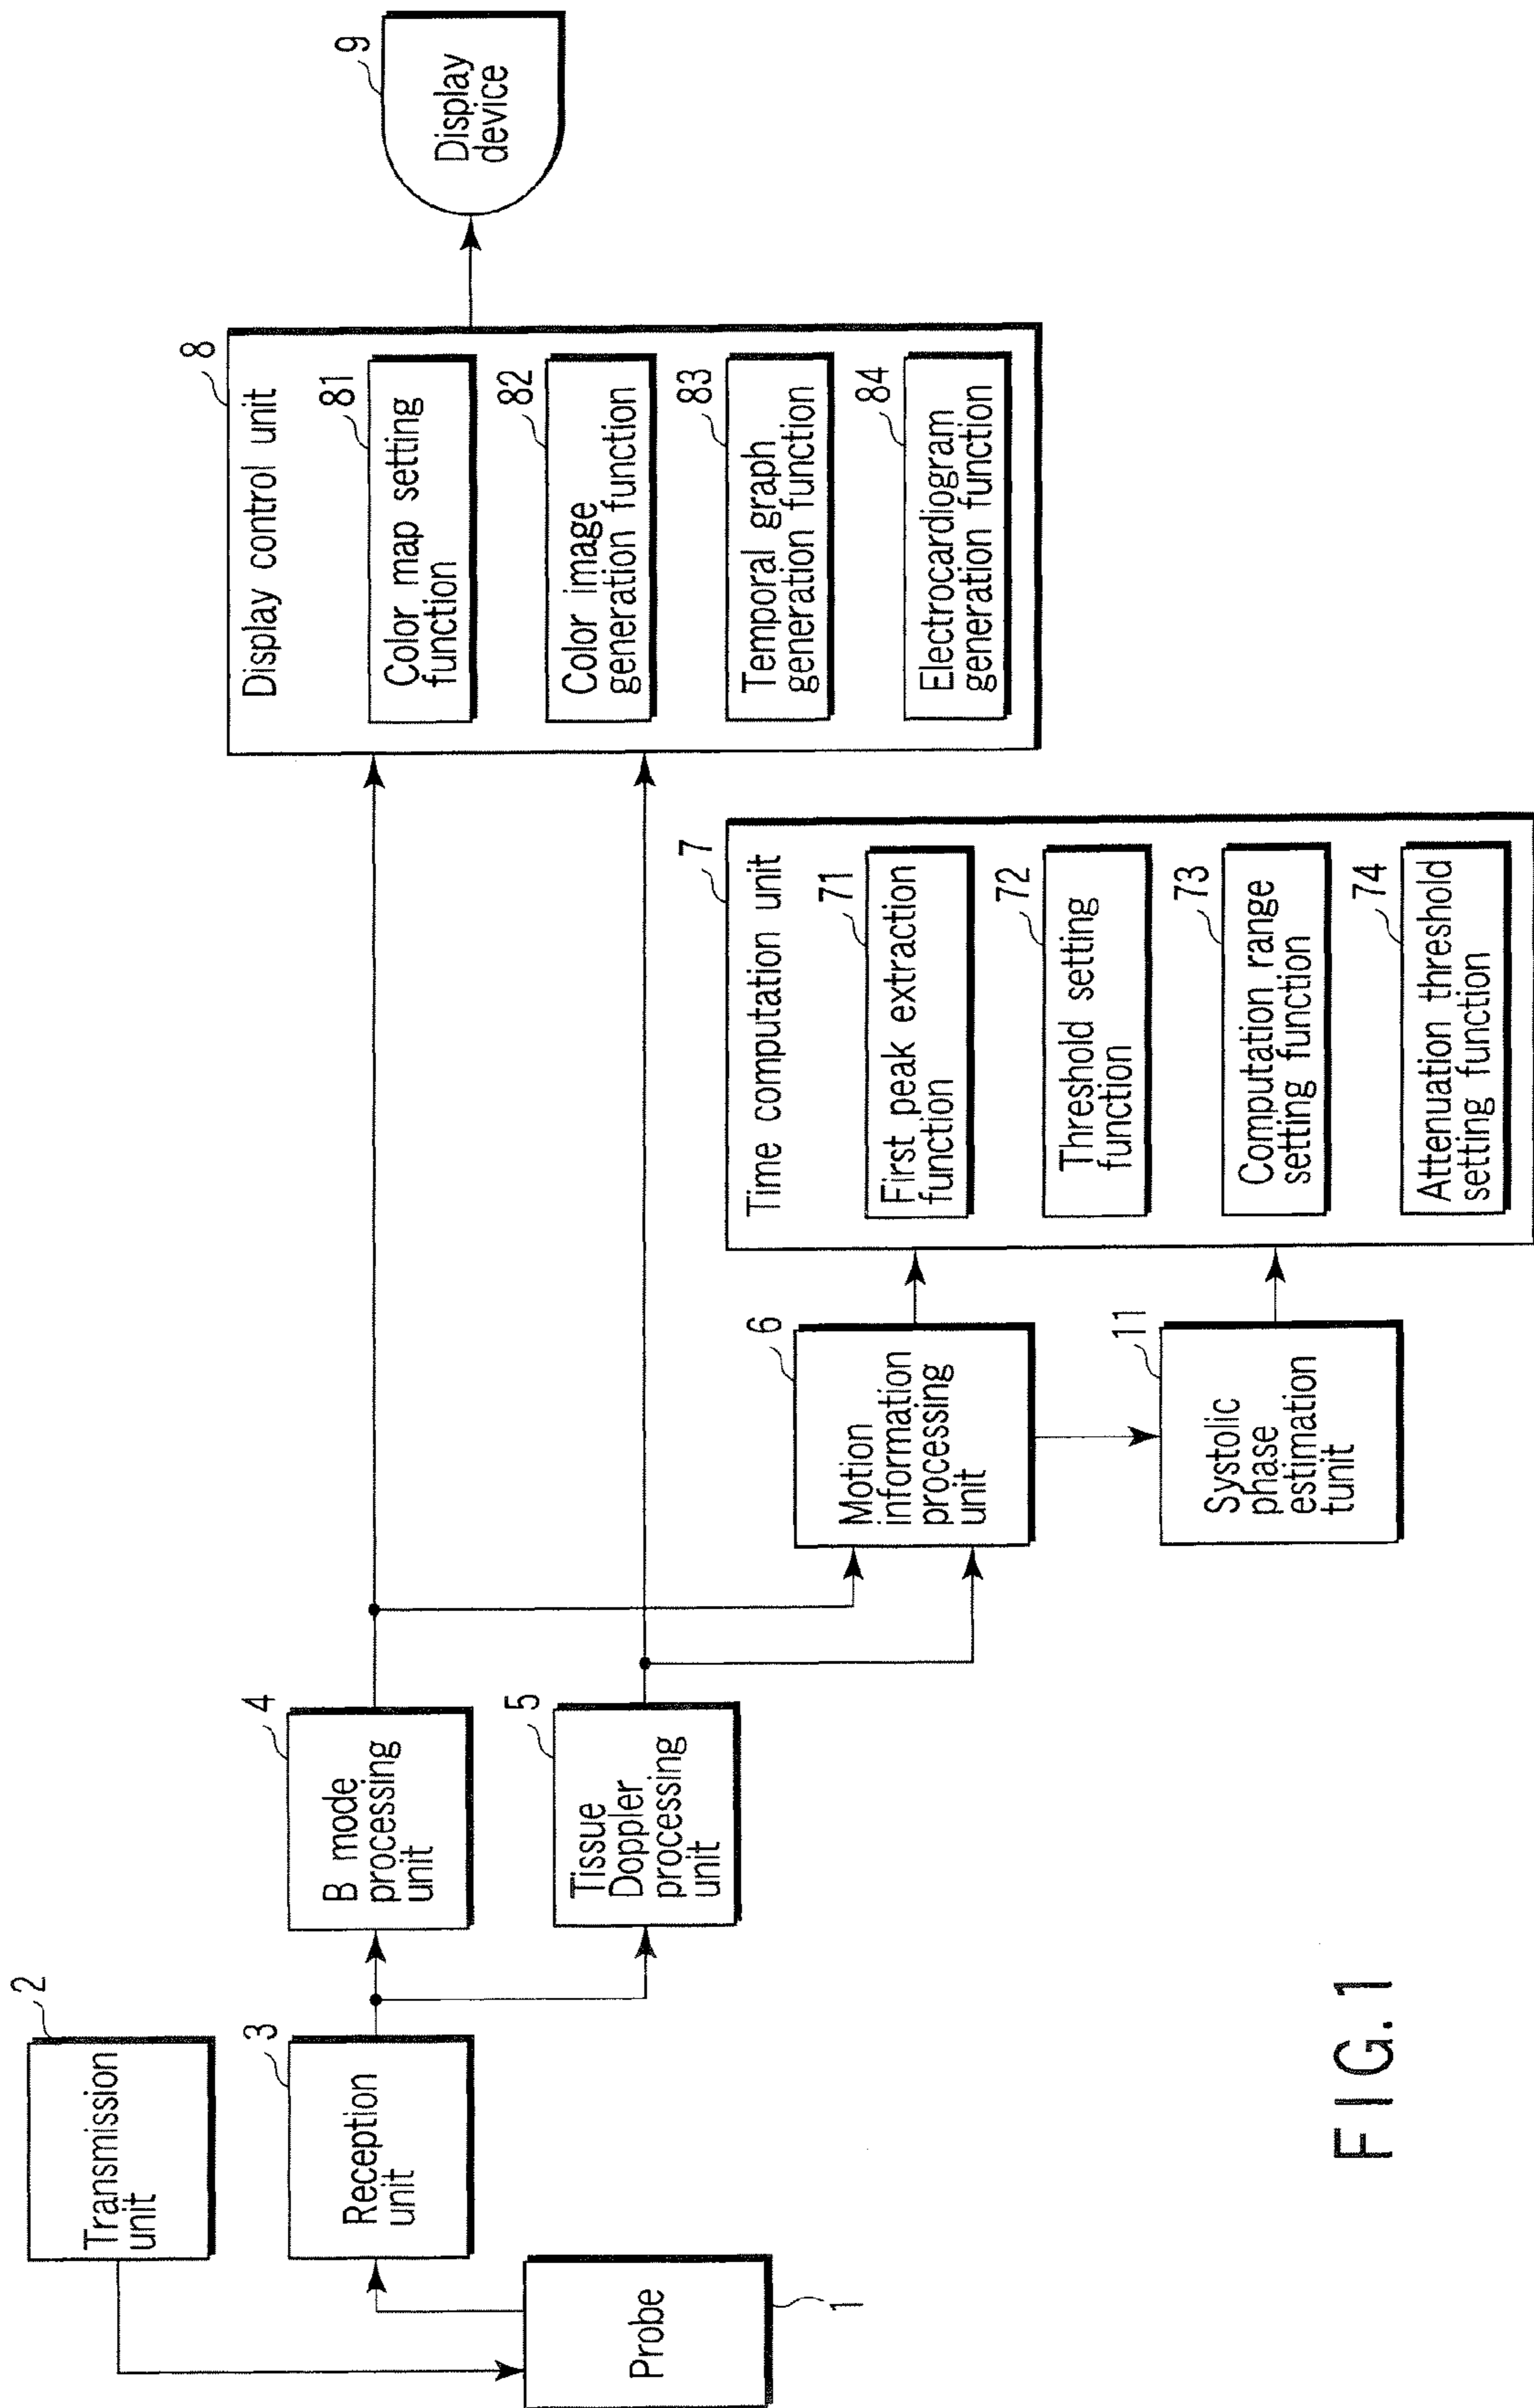 2
Transmission
unit
3
Reception
unit
Probe
1
4
B mode
processing
unit
5
Tissue
Doppler
processing
unit
6
Motion
information
processing
unit
11
Systolic
phase
estimation
tunit
7
Time computation unit
71
First peak extraction
function
72
Threshold setting
function
73
Computation range
setting function
74
Attenuation threshold
setting function
8
Display control unit
81
Color map setting
function
82
Color image
generation function
83
Temporal graph
generation function
84
Electrocardiogram
generation function
9
Display
device
FIG. 1